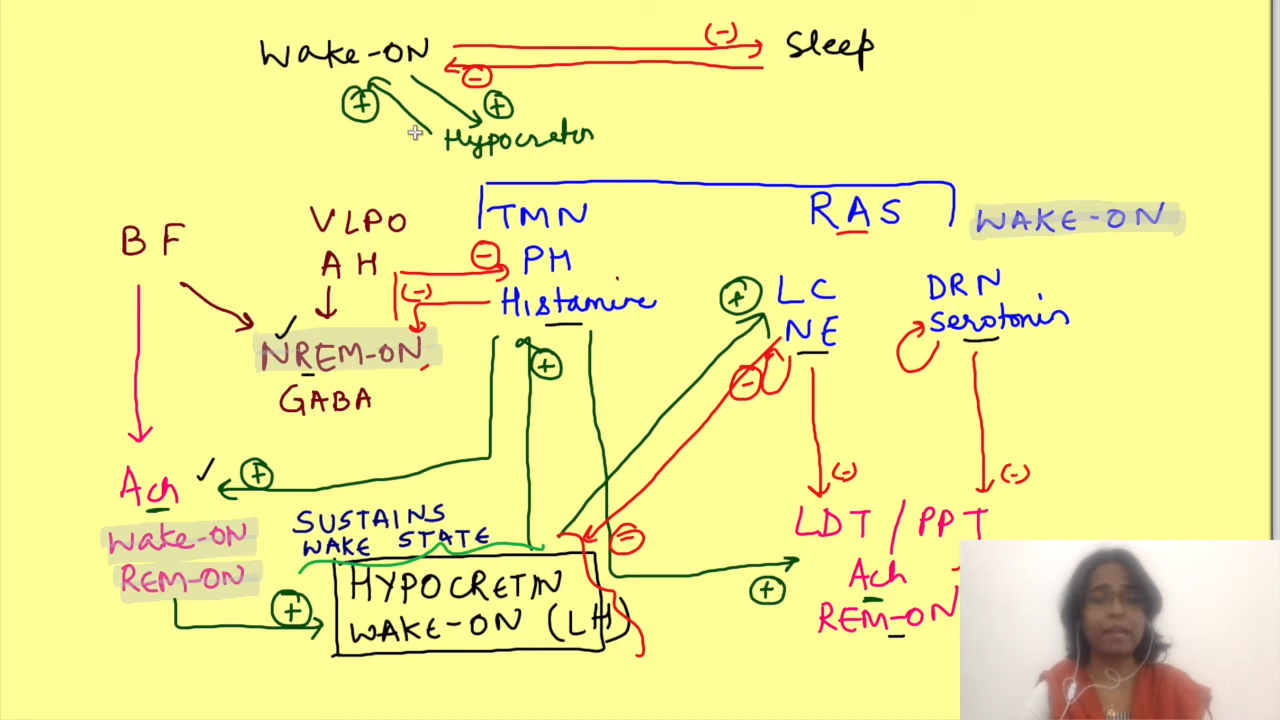 Wake-ON (-) Sleep
(-)
(+) (+)
Hypocretin
BF
VLPO
AH
NREM-ON
GABA
TMN
PH
Histamine
(-)
(-)
RAS
WAKE-ON
LC
NE
(+)
(-)
DRN
Serotonin
(+)
(+)
(-)
(-)
Ach
Wake-ON
REM-ON
(+)
SUSTAINS
WAKE STATE
HYPOCRETIN
WAKE-ON (LH)
(+)
LDT / PPT
Ach
REM-ON